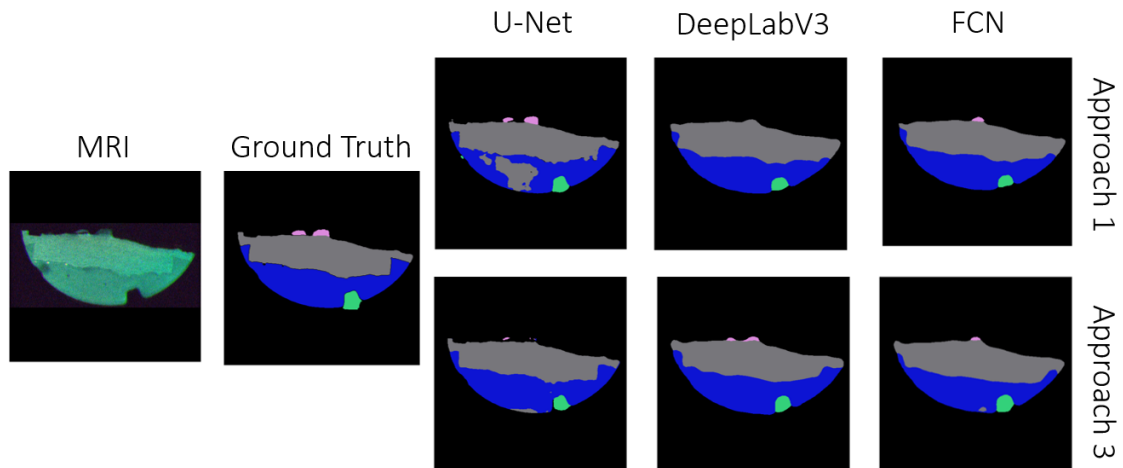 U-Net
DeepLabV3
FCN
MRI
Ground Truth
Approach 1
Approach 3